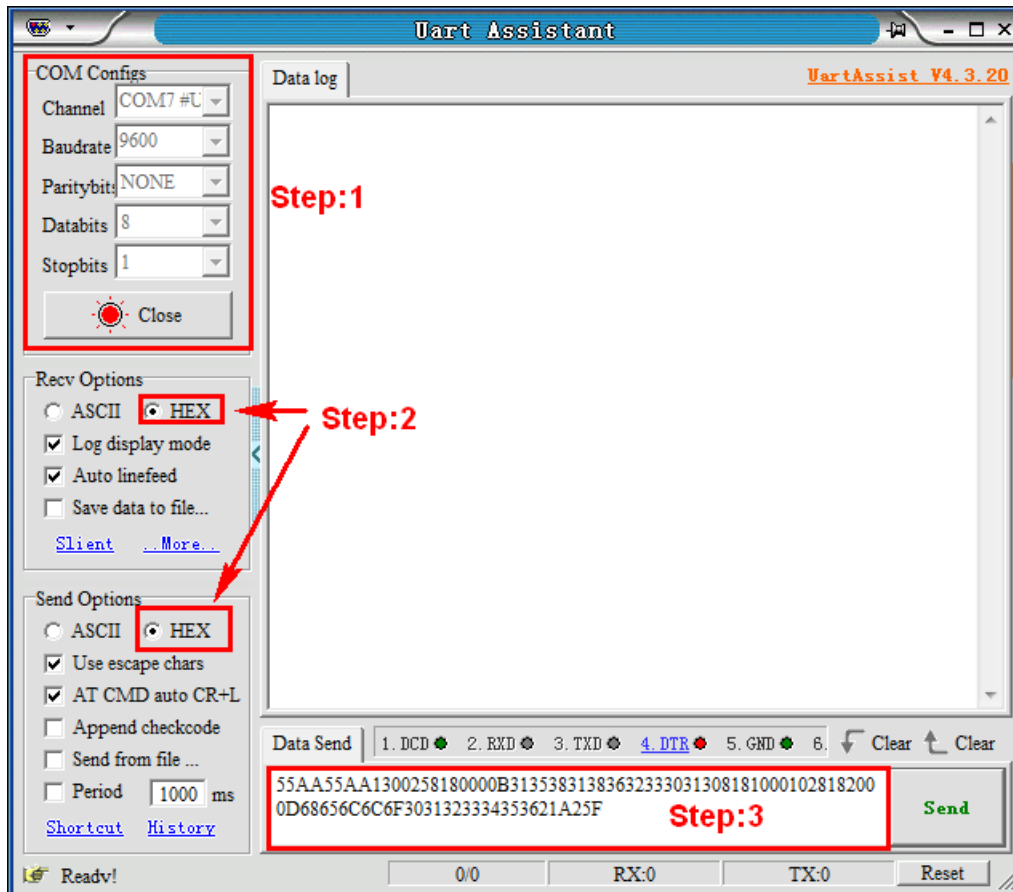 Uart Assistant
COM Configs
Channel COM7 #U
Baudrate 9600
Paritybits NONE
Databits 8
Stopbits 1
Close
Recv Options
ASCII HEX
Log display mode
Auto linefeed
Save data to file...
Slient ..More..
Send Options
ASCII HEX
Use escape chars
AT CMD auto CR+L
Append checkcode
Send from file ...
Period 1000 ms
Shortcut History
Data log
UartAssist V4.3.20
Step:1
Step:2
Data Send 1. DCD 2. RXD 3. TXD 4. DTR 5. GND 6. Clear Clear
55AA55AA1300258180000B31353831383632333031308181000102818200
0D68656C6C6F3031323334353621A25F
Step:3
Send
Ready! 0/0 RX:0 TX:0 Reset